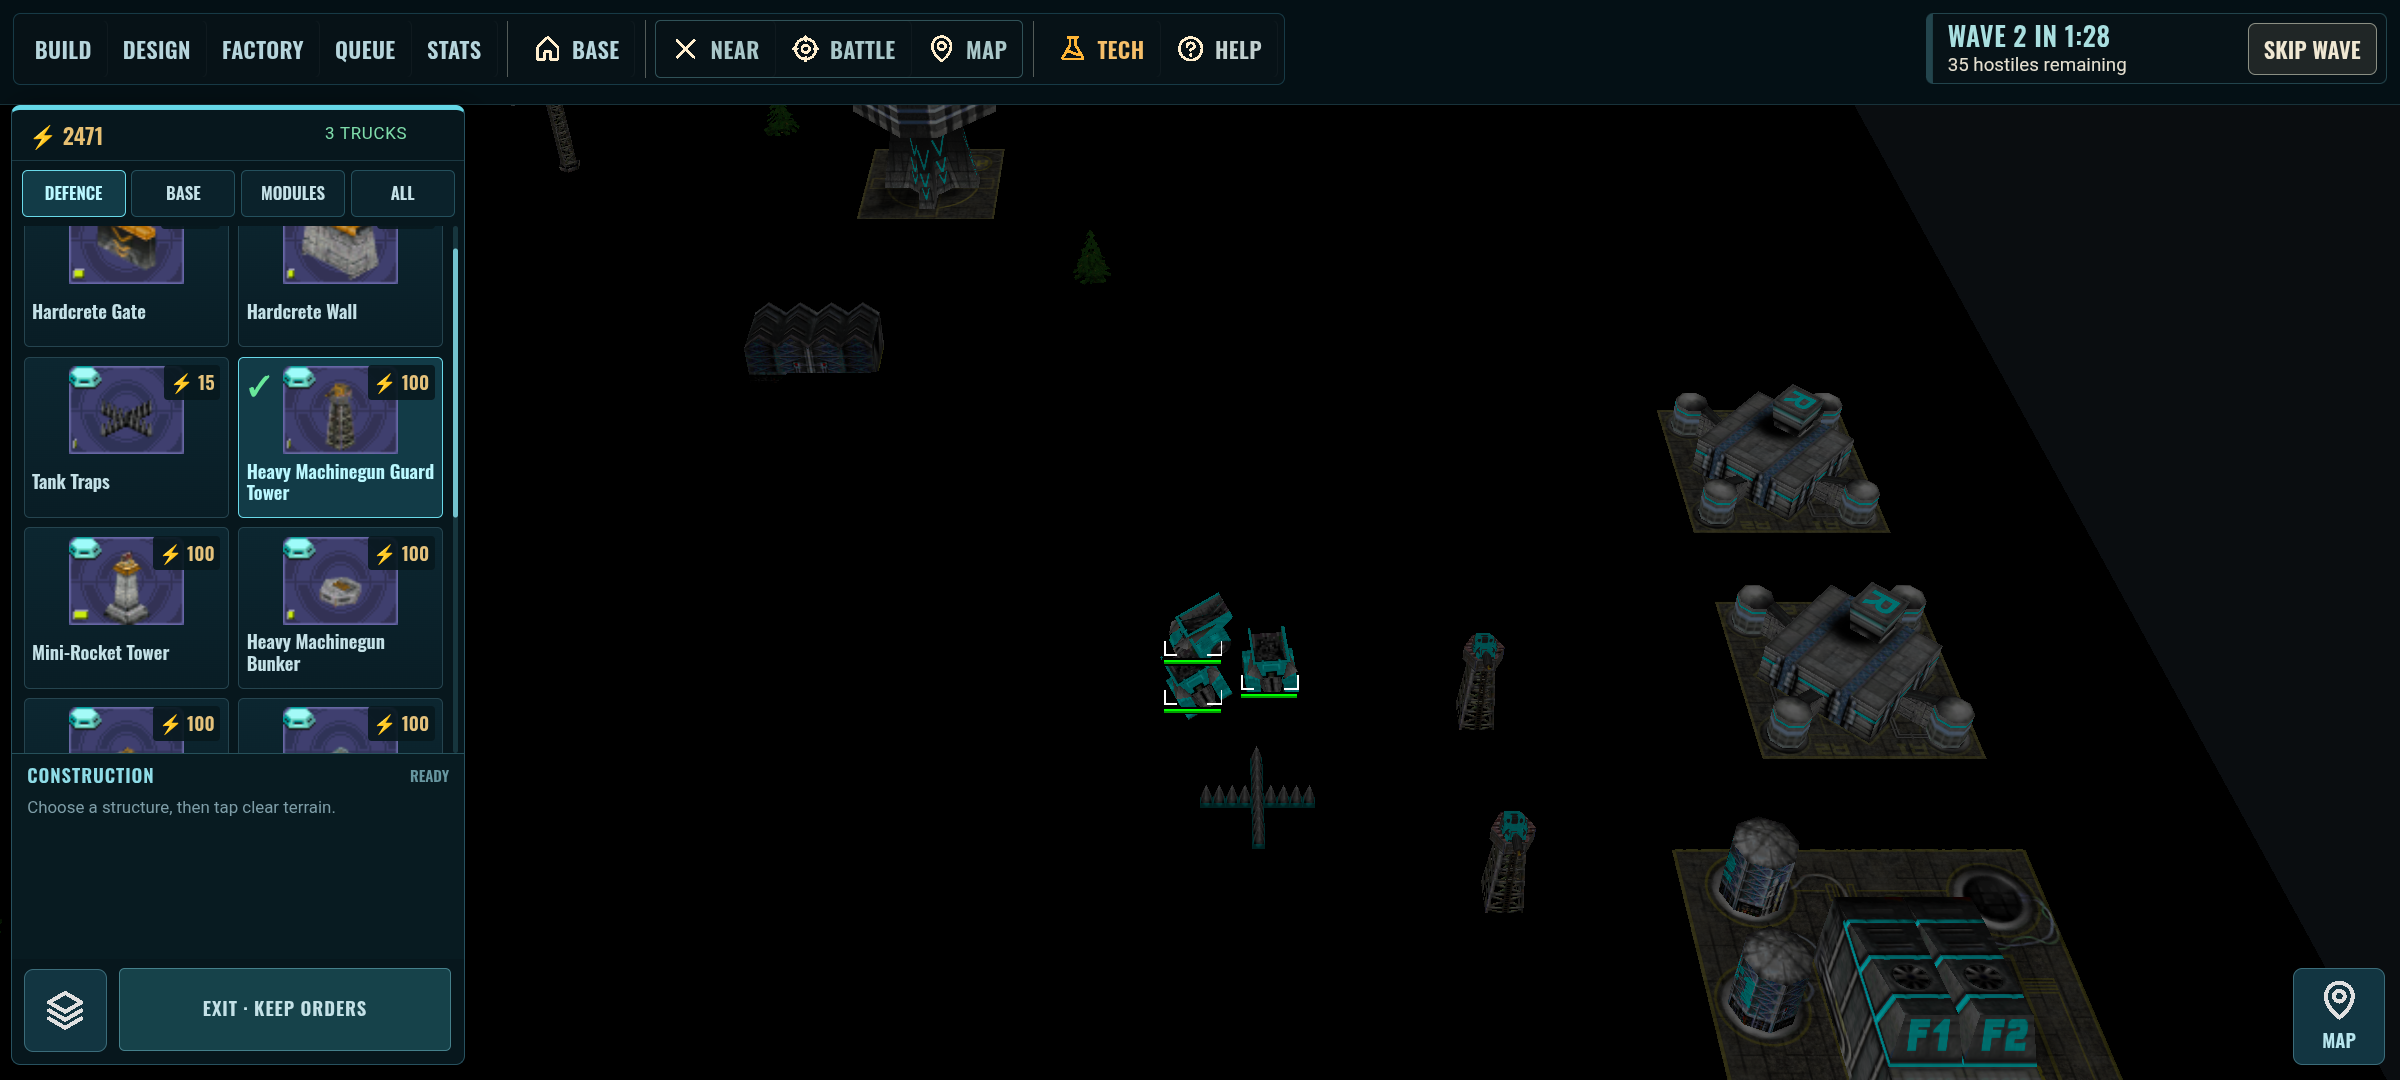 BUILD DESIGN FACTORY QUEUE STATS BASE NEAR BATTLE MAP TECH HELP
WAVE 2 IN 1:28
35 hostiles remaining
SKIP WAVE
2471
3 TRUCKS
DEFENCE BASE MODULES ALL
Hardcrete Gate
Hardcrete Wall
15
Tank Traps
100
Heavy Machinegun Guard
Tower
100
Mini-Rocket Tower
100
Heavy Machinegun
Bunker
100
100
CONSTRUCTION
READY
Choose a structure, then tap clear terrain.
EXIT · KEEP ORDERS
R
R
F1 F2
MAP